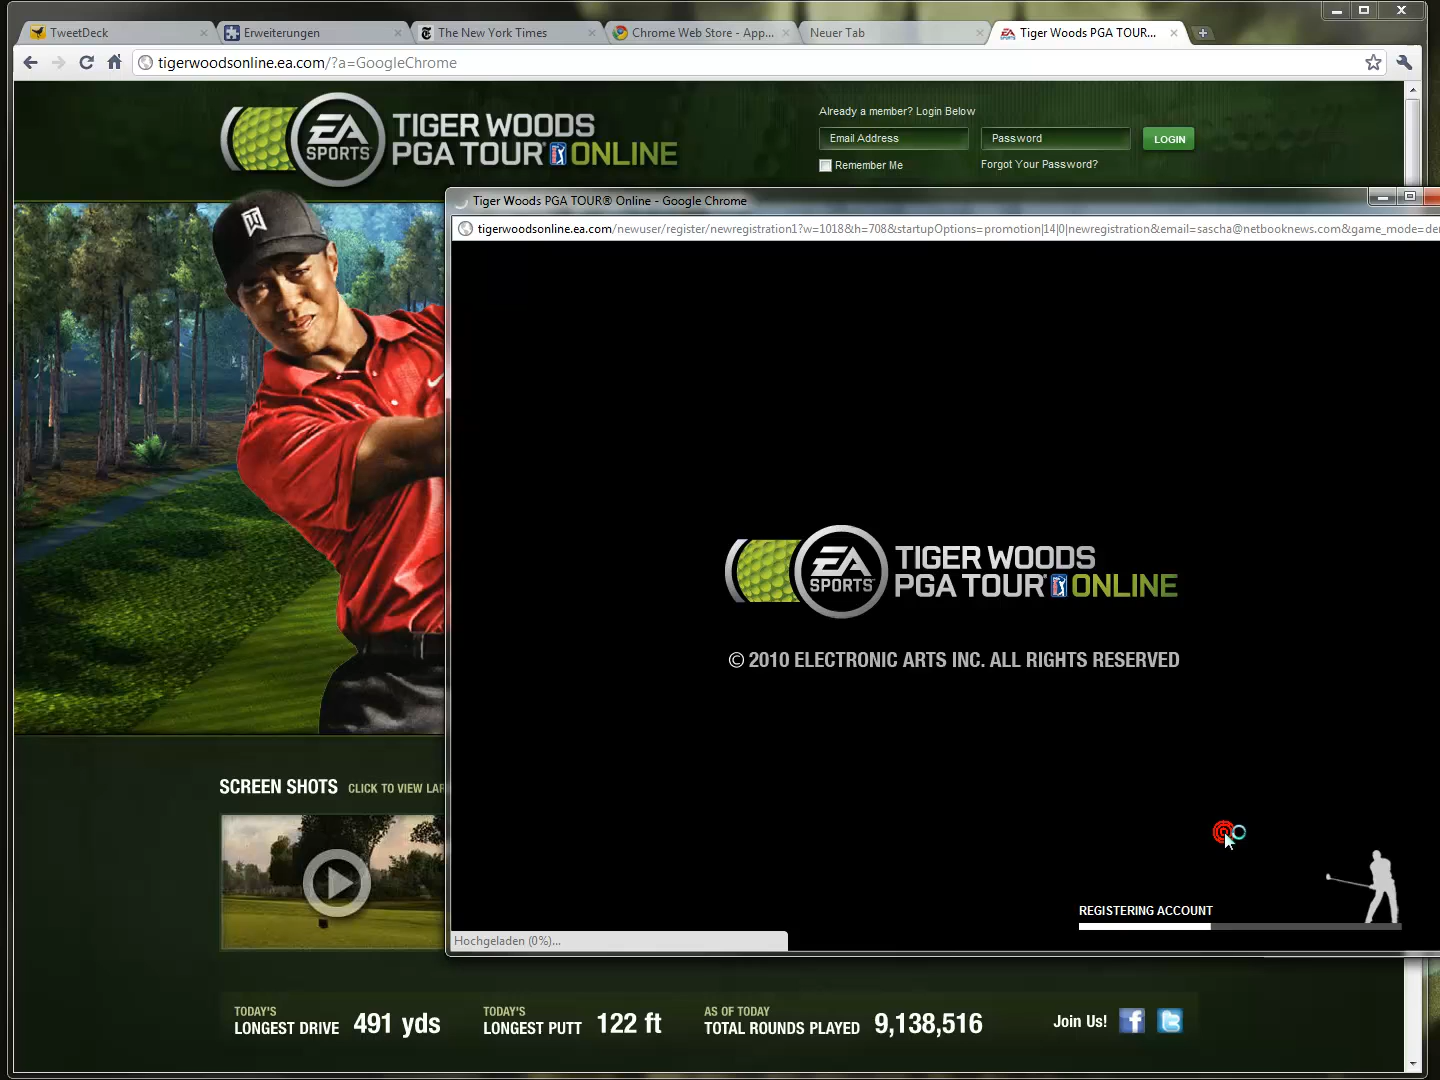 TweetDeck
Erweiterungen
The New York Times
Chrome Web Store - App...
Neuer Tab
Tiger Woods PGA TOUR...
tigerwoodsonline.ea.com/?a=GoogleChrome
EA SPORTS
TIGER WOODS
PGA TOUR ONLINE
Already a member? Login Below
Email Address
Password
LOGIN
Remember Me
Forgot Your Password?
Tiger Woods PGA TOUR® Online - Google Chrome
tigerwoodsonline.ea.com/newuser/register/newregistration1?w=1018&h=708&startupOptions=promotion|14|0|newregistration&email=sascha@netbooknews.com&game_mode=de
TW
EA SPORTS
TIGER WOODS
PGA TOUR ONLINE
© 2010 ELECTRONIC ARTS INC. ALL RIGHTS RESERVED
SCREEN SHOTS CLICK TO VIEW LAR
REGISTERING ACCOUNT
Hochgeladen (0%)...
TODAY'S
LONGEST DRIVE 491 yds
TODAY'S
LONGEST PUTT 122 ft
AS OF TODAY
TOTAL ROUNDS PLAYED 9,138,516
Join Us!